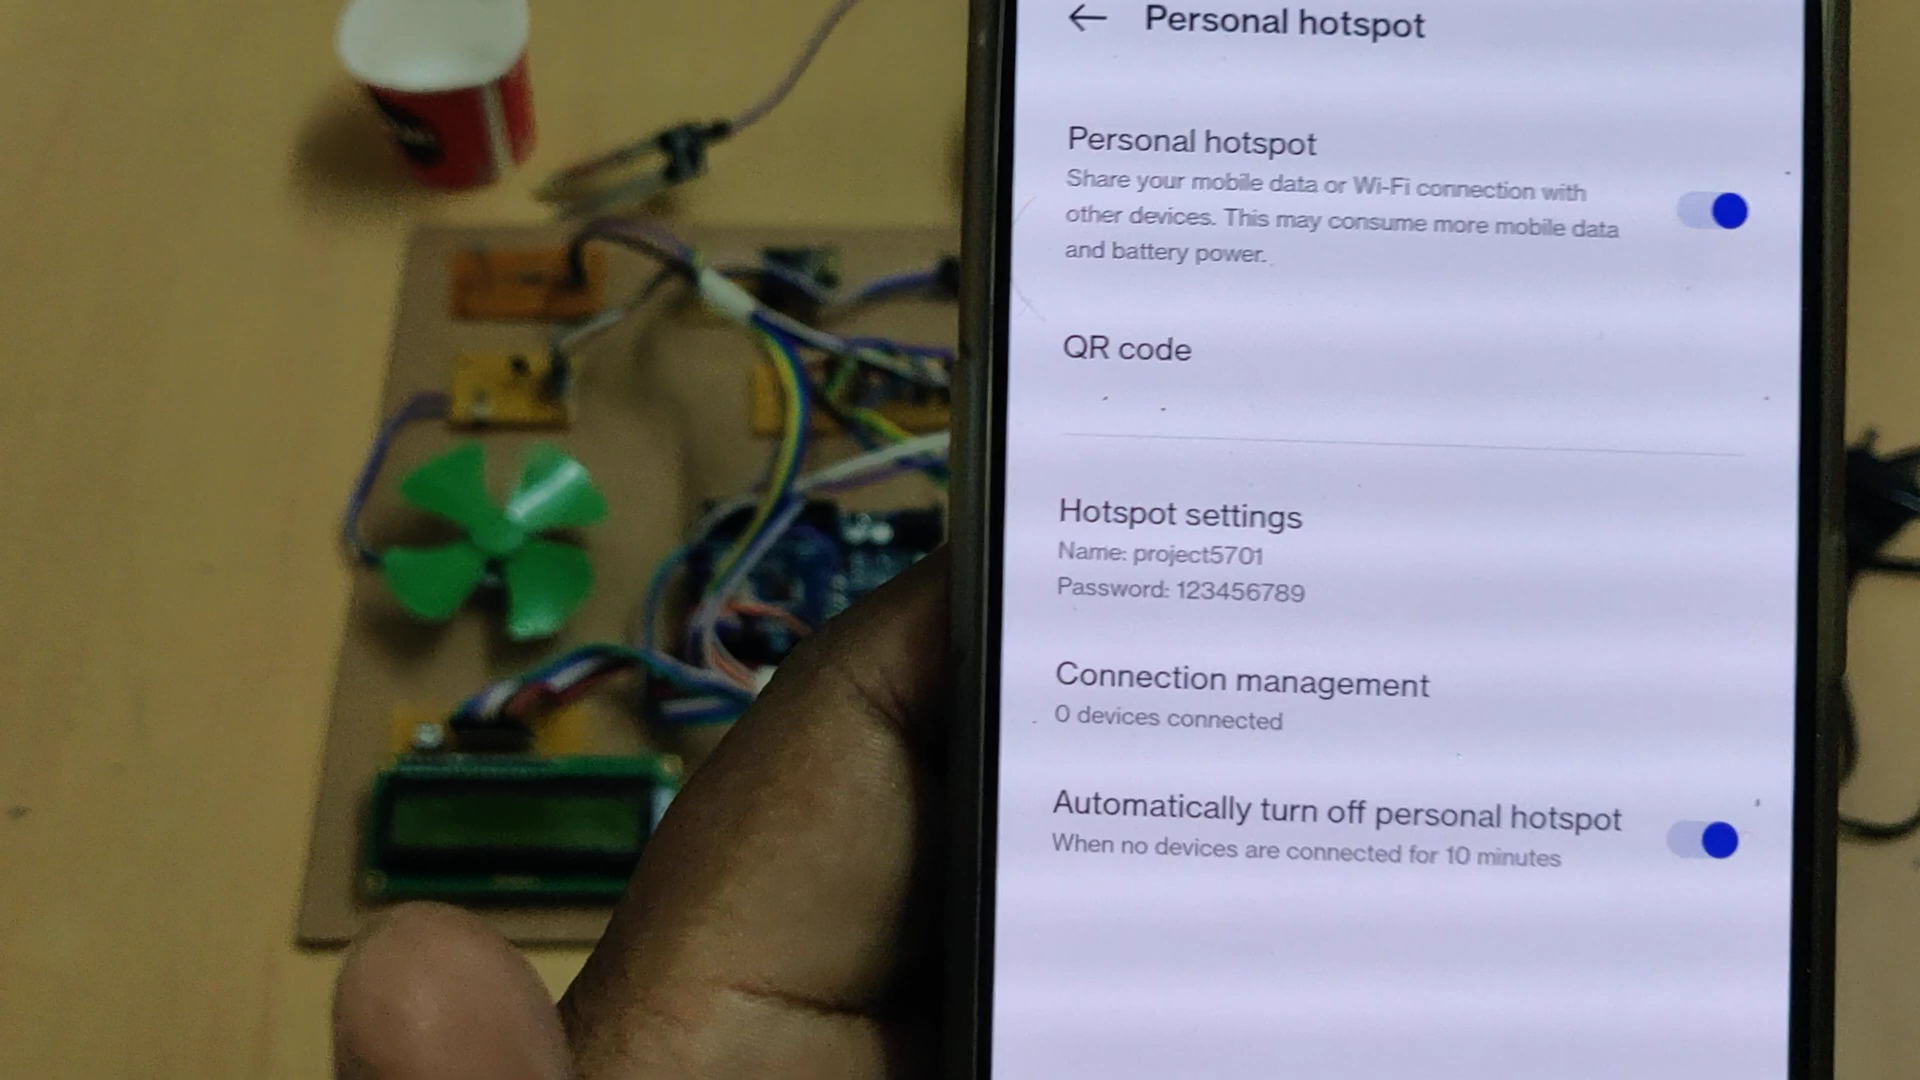 Personal hotspot
Personal hotspot
Share your mobile data or Wi-Fi connection with
other devices. This may consume more mobile data
and battery power.
QR code
Hotspot settings
Name: project5701
Password: 123456789
Connection management
0 devices connected
Automatically turn off personal hotspot
When no devices are connected for 10 minutes